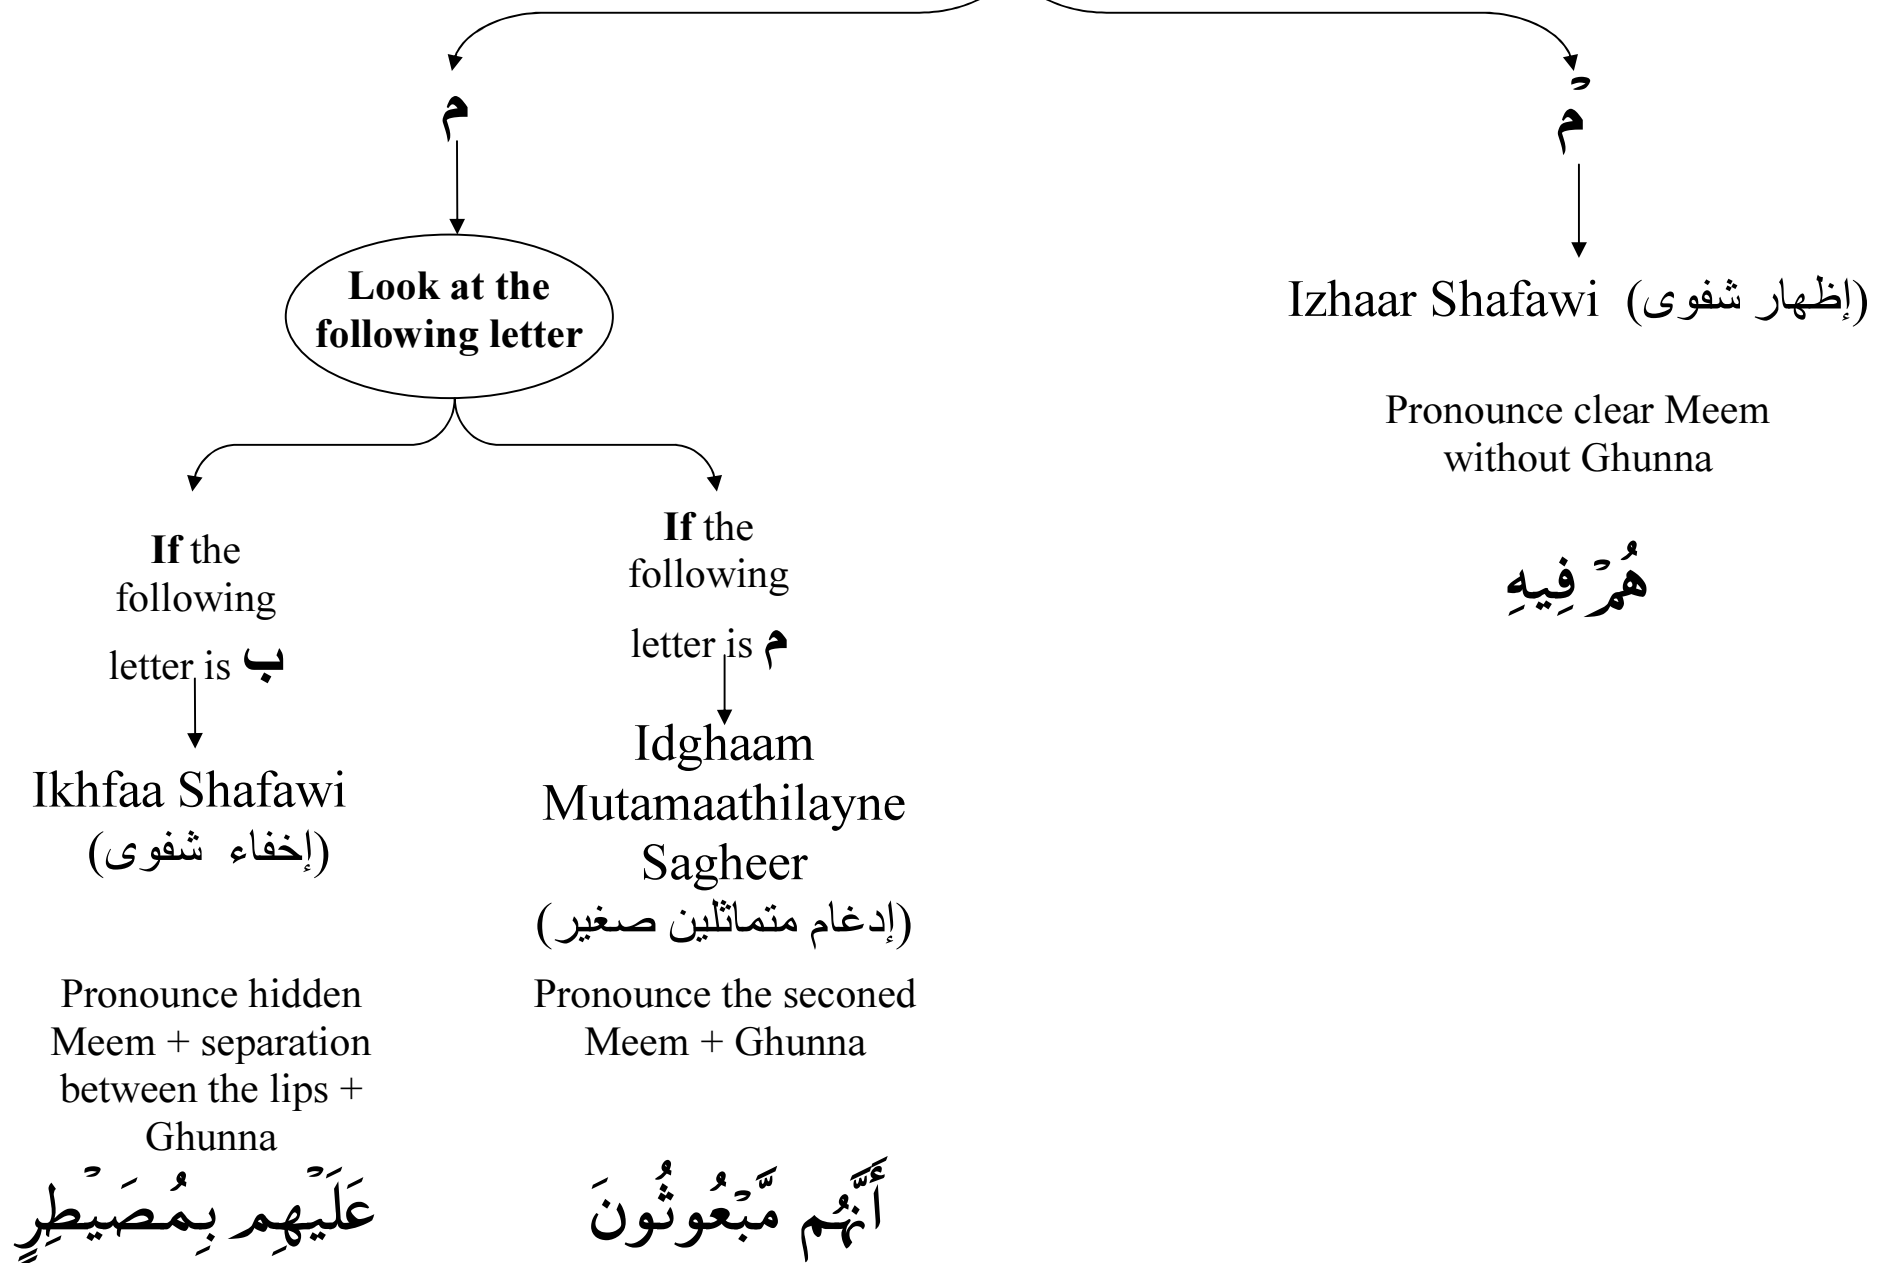 م
مۡ
Look at the
following letter
Izhaar Shafawi (إظهار شفوى)
Pronounce clear Meem
without Ghunna
هُمۡ فِيهِ
If the
following
letter is ب
Ikhfaa Shafawi
(إخفاء شفوى)
Pronounce hidden
Meem + separation
between the lips +
Ghunna
عَلَيۡهِم بِمُصَيۡطِرٍ
If the
following
letter is م
Idghaam
Mutamaathilayne
Sagheer
(إدغام متماثلين صغير)
Pronounce the seconed
Meem + Ghunna
أَنَّهُم مَّبۡعُوثُونَ